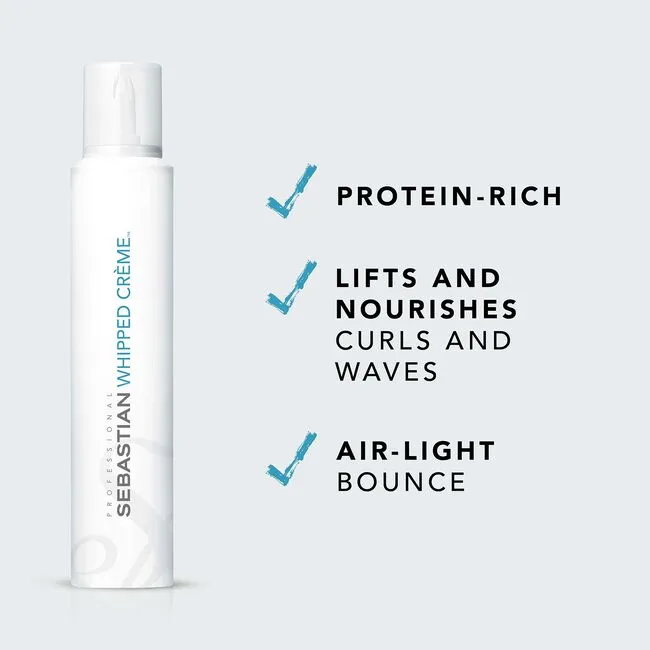 PROFESSIONAL
SEBASTIAN WHIPPED CRÈME™
PROTEIN-RICH
LIFTS AND
NOURISHES
CURLS AND
WAVES
AIR-LIGHT
BOUNCE